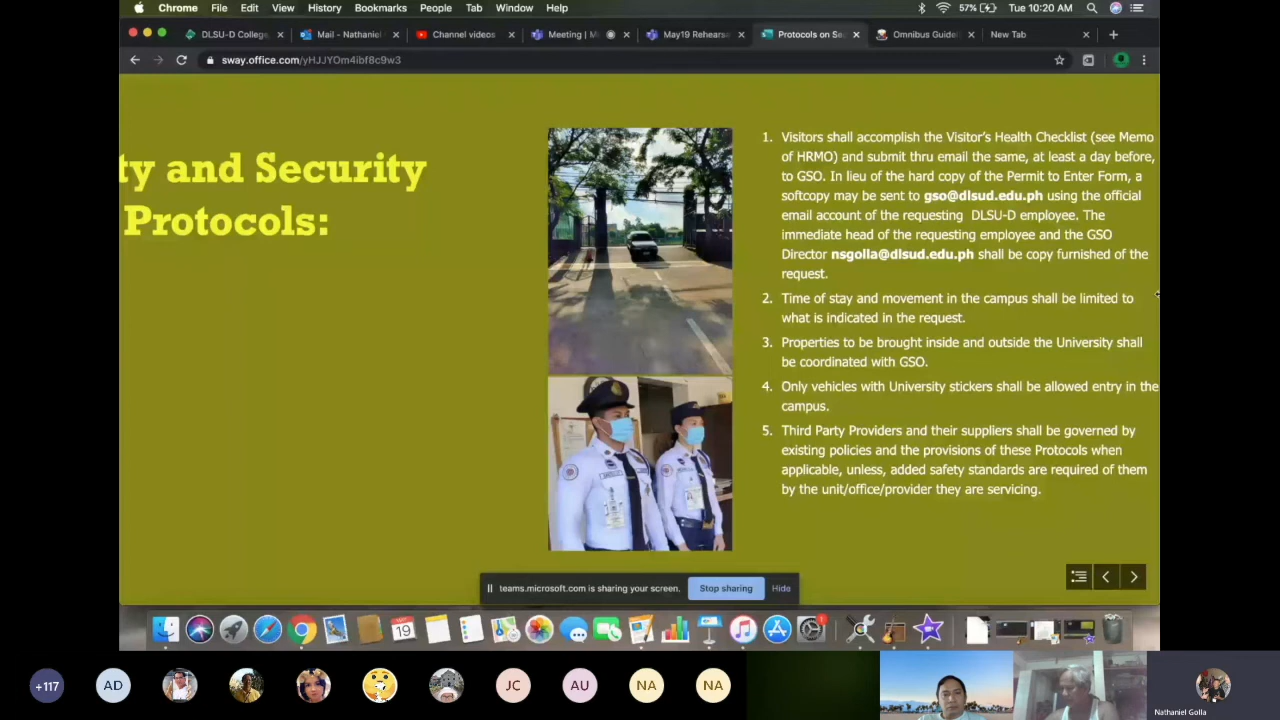 Chrome File Edit View History Bookmarks People Tab Window Help
57% Tue 10:20 AM
DLSU-D College
Mail - Nathaniel
Channel videos
Meeting | M
May19 Rehears
Protocols on Se
Omnibus Guide
New Tab
sway.office.com/yHJJYOm4ibf8c9w3
ty and Security
Protocols:
1. Visitors shall accomplish the Visitor's Health Checklist (see Memo
of HRMO) and submit thru email the same, at least a day before,
to GSO. In lieu of the hard copy of the Permit to Enter Form, a
softcopy may be sent to gso@dlsud.edu.ph using the official
email account of the requesting DLSU-D employee. The
immediate head of the requesting employee and the GSO
Director nsgolla@dlsud.edu.ph shall be copy furnished of the
request.
2. Time of stay and movement in the campus shall be limited to
what is indicated in the request.
3. Properties to be brought inside and outside the University shall
be coordinated with GSO.
4. Only vehicles with University stickers shall be allowed entry in the
campus.
5. Third Party Providers and their suppliers shall be governed by
existing policies and the provisions of these Protocols when
applicable, unless, added safety standards are required of them
by the unit/office/provider they are servicing.
teams.microsoft.com is sharing your screen. Stop sharing Hide
19
+117 AD JC AU NA NA
Nathaniel Golla